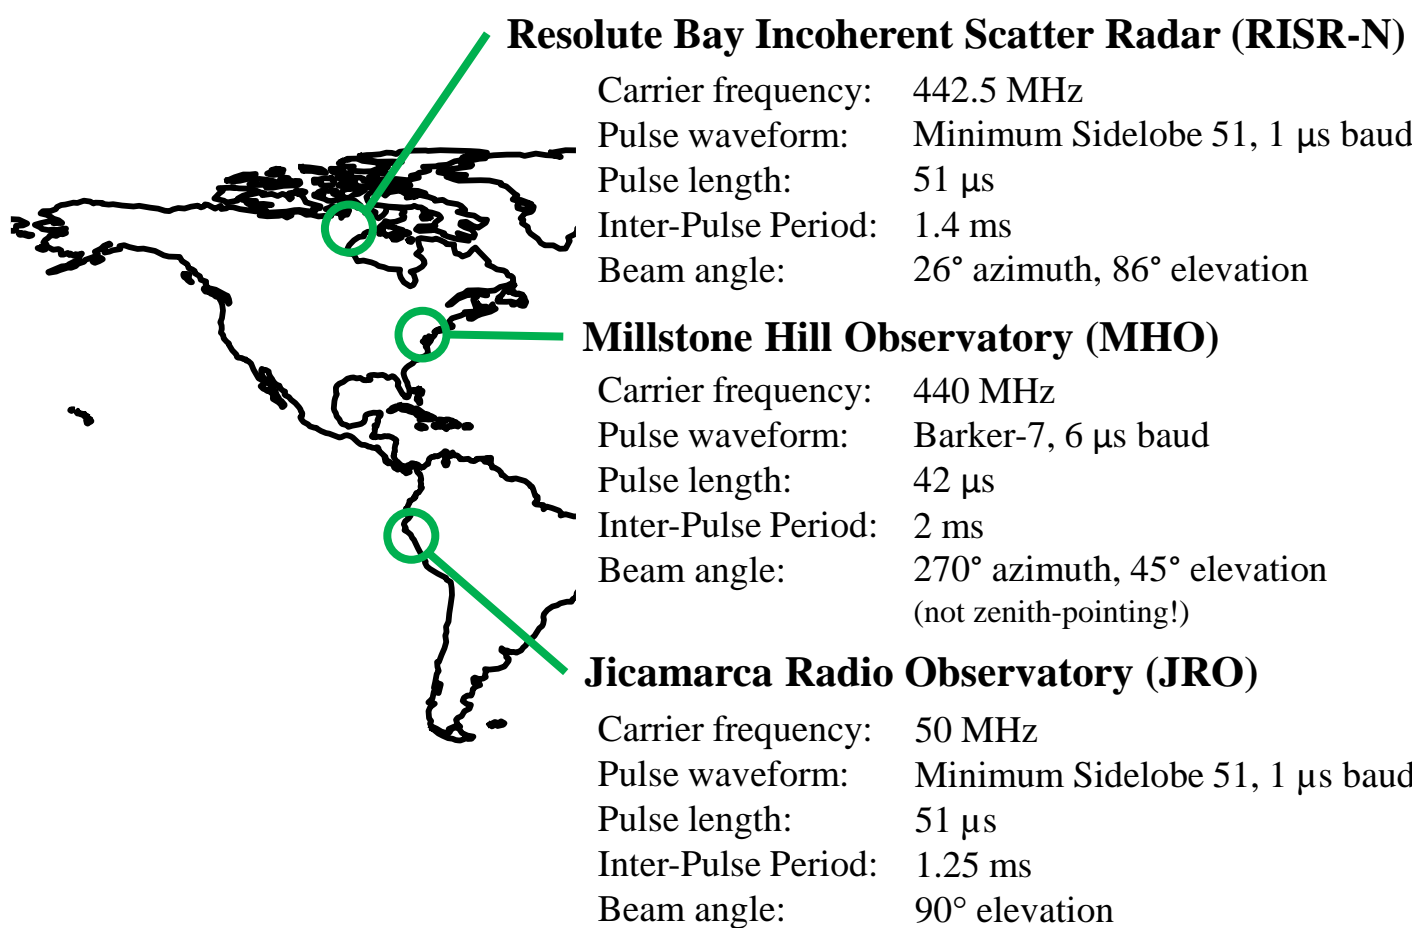 Resolute Bay Incoherent Scatter Radar (RISR-N)
Carrier frequency: 442.5 MHz
Pulse waveform: Minimum Sidelobe 51, 1 μs baud
Pulse length: 51 μs
Inter-Pulse Period: 1.4 ms
Beam angle: 26° azimuth, 86° elevation
Millstone Hill Observatory (MHO)
Carrier frequency: 440 MHz
Pulse waveform: Barker-7, 6 μs baud
Pulse length: 42 μs
Inter-Pulse Period: 2 ms
Beam angle: 270° azimuth, 45° elevation
(not zenith-pointing!)
Jicamarca Radio Observatory (JRO)
Carrier frequency: 50 MHz
Pulse waveform: Minimum Sidelobe 51, 1 μs baud
Pulse length: 51 μs
Inter-Pulse Period: 1.25 ms
Beam angle: 90° elevation